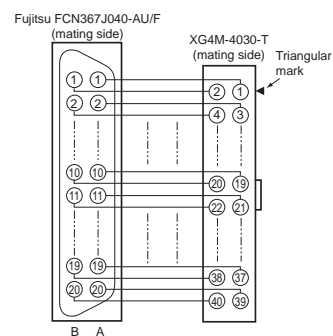 Fujitsu FCN367J040-AU/F
(mating side)
XG4M-4030-T
(mating side)
Triangular
mark
1 1
2 1
2 2
4 3
10 10
20 19
11 11
22 21
19 19
38 37
20 20
40 39
B A